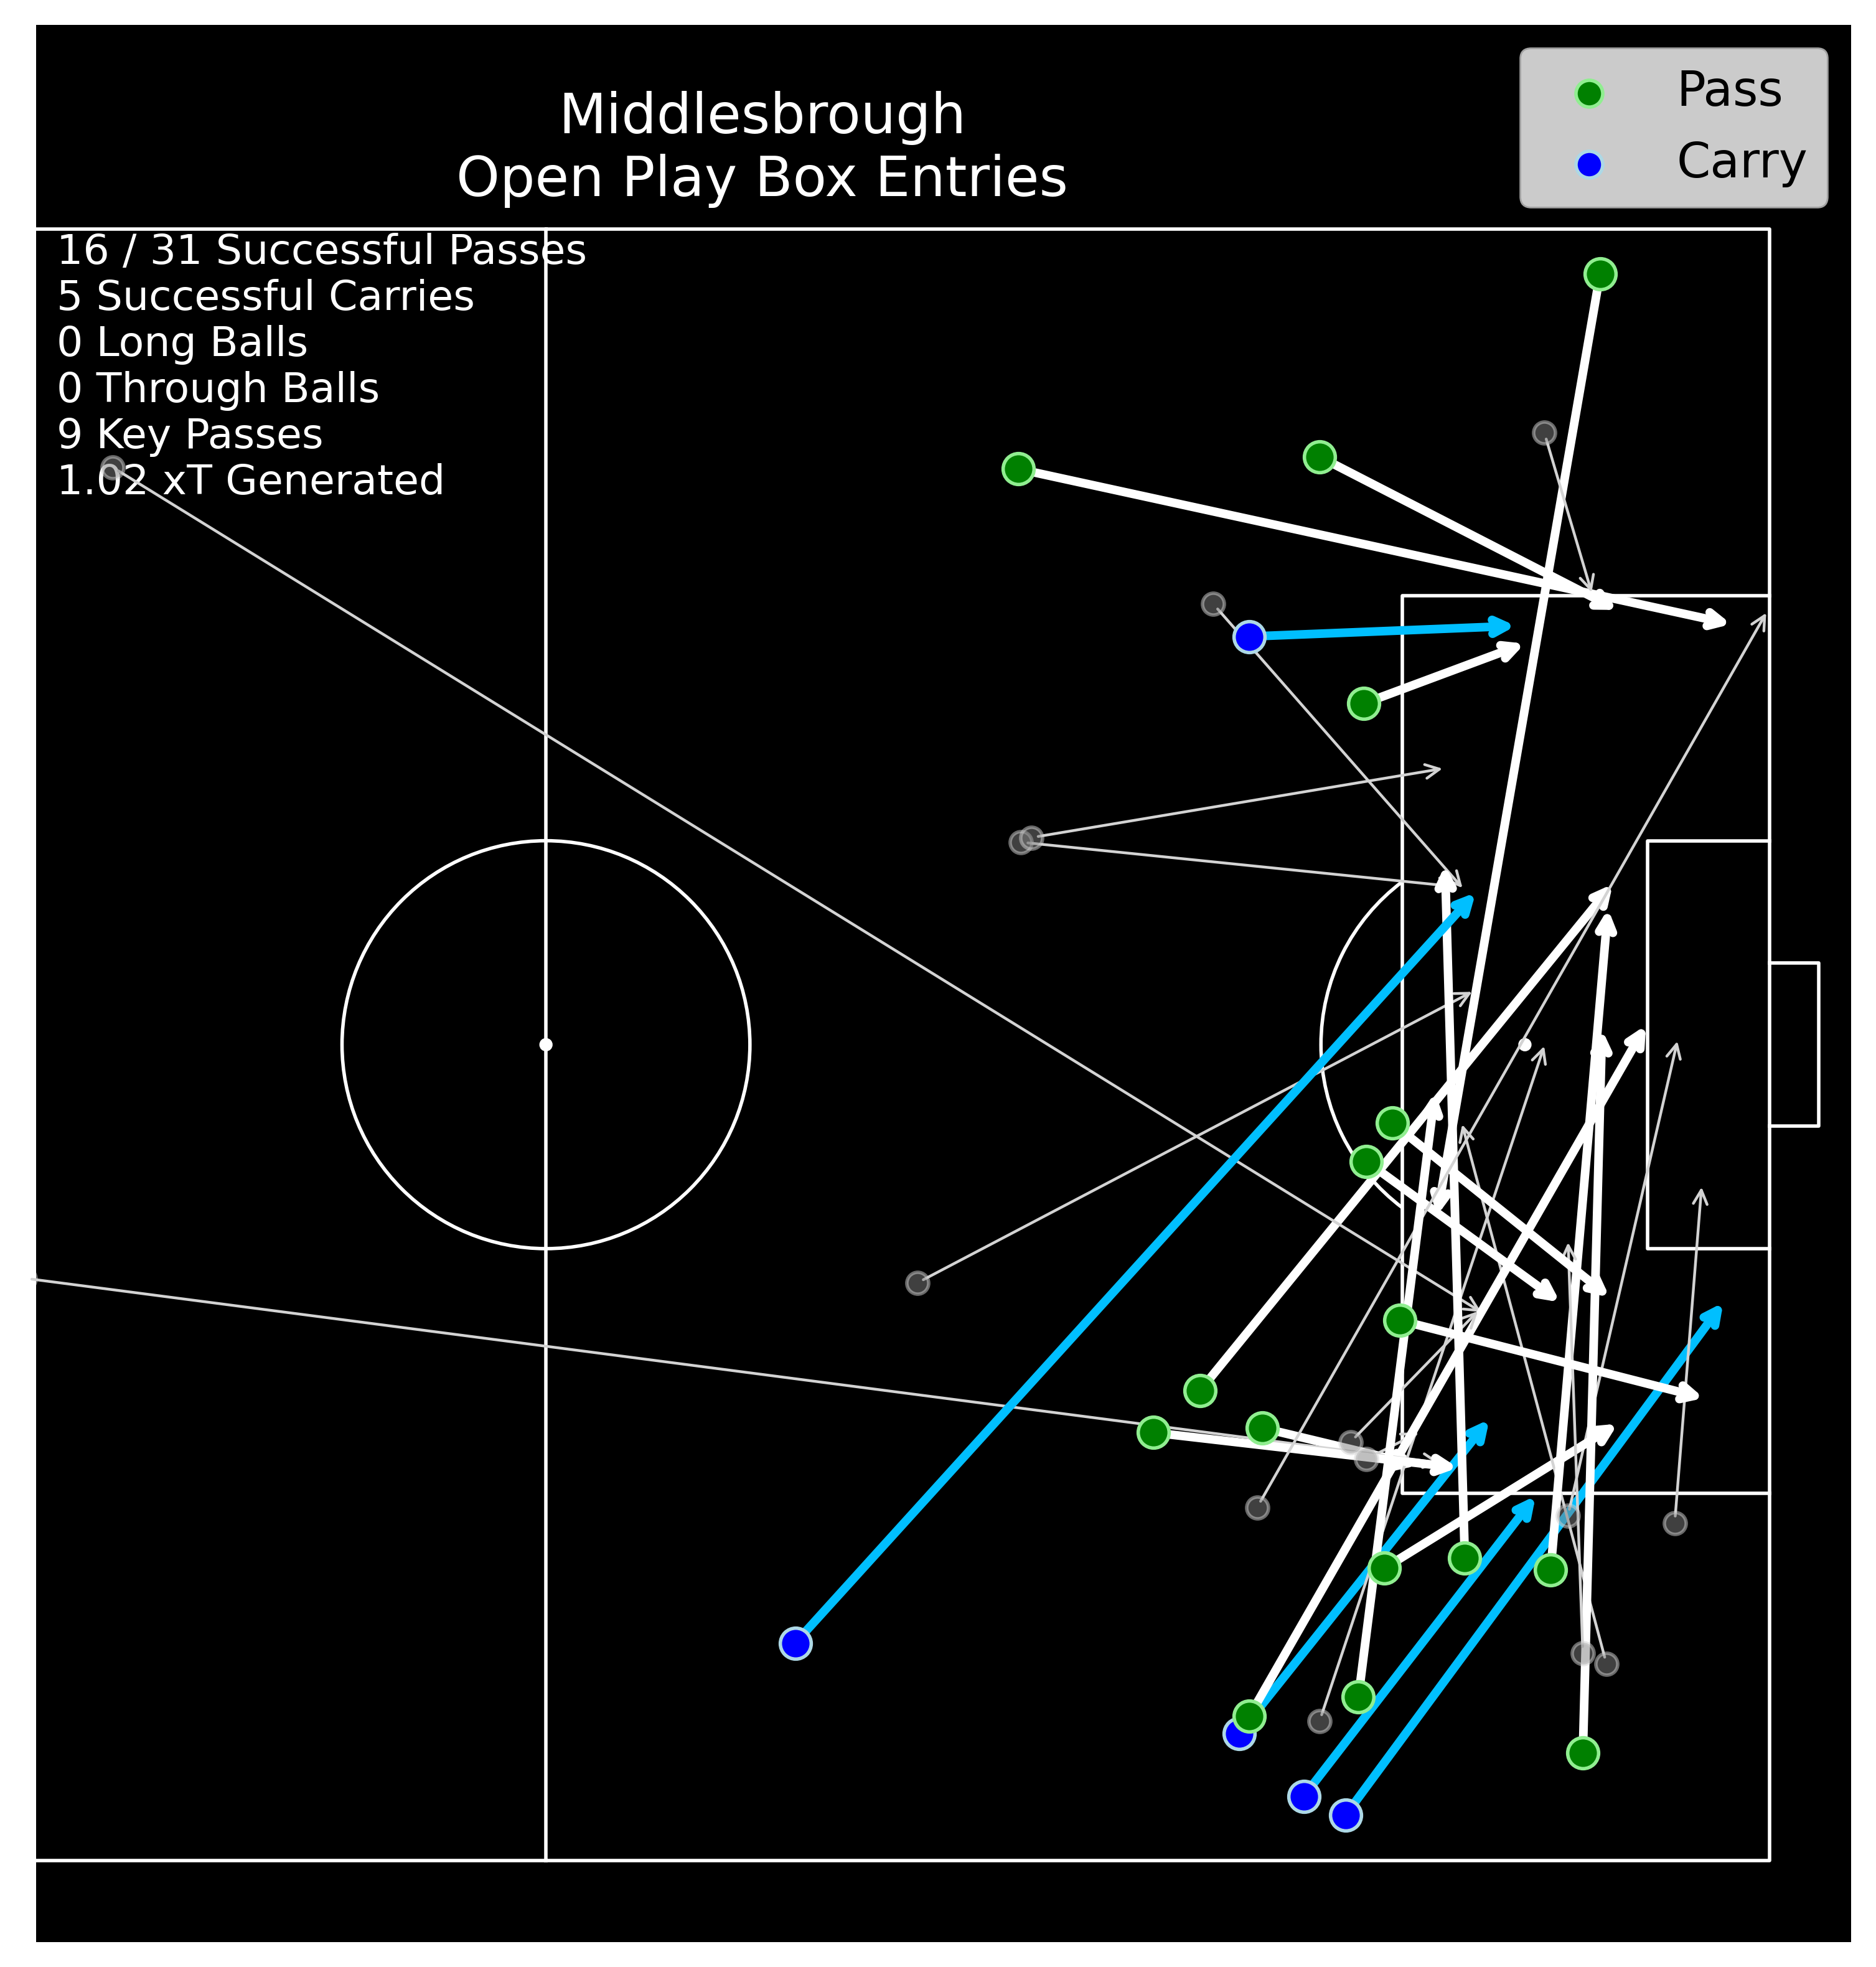 Middlesbrough
Open Play Box Entries
Pass
Carry
16 / 31 Successful Passes
5 Successful Carries
0 Long Balls
0 Through Balls
9 Key Passes
1.02 xT Generated